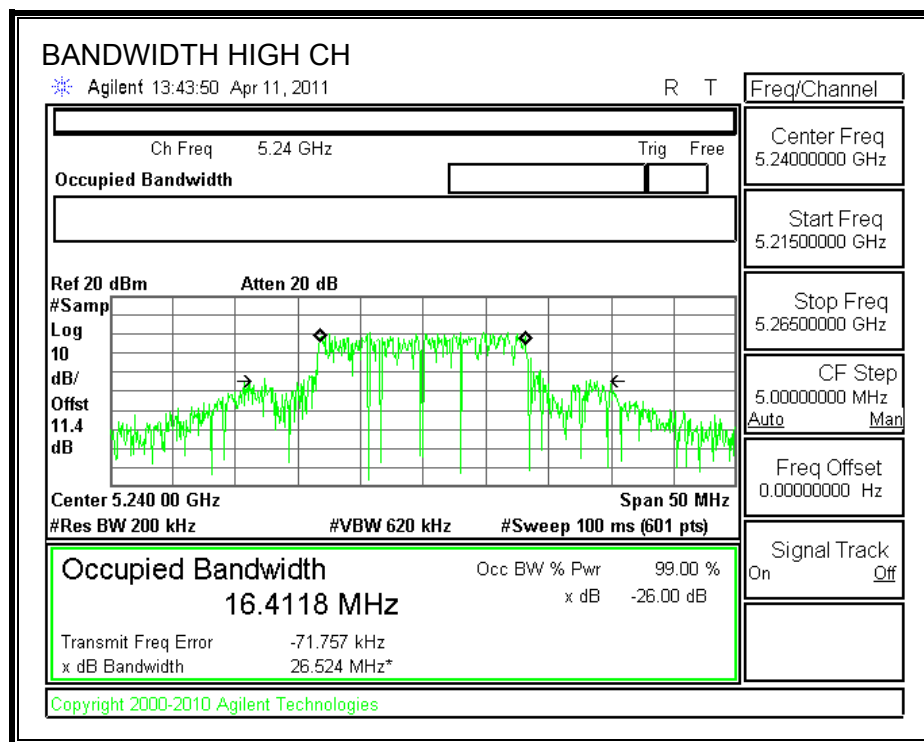 BANDWIDTH HIGH CH
Agilent 13:43:50 Apr 11, 2011 R T
Ch Freq 5.24 GHz Trig Free
Occupied Bandwidth
Ref 20 dBm Atten 20 dB
#Samp
Log
10
dB/
Offst
11.4
dB
Center 5.240 00 GHz Span 50 MHz
#Res BW 200 kHz #VBW 620 kHz #Sweep 100 ms (601 pts)
Occupied Bandwidth
16.4118 MHz
Occ BW % Pwr 99.00 %
x dB -26.00 dB
Transmit Freq Error -71.757 kHz
x dB Bandwidth 26.524 MHz*
Copyright 2000-2010 Agilent Technologies
Freq/Channel
Center Freq
5.24000000 GHz
Start Freq
5.21500000 GHz
Stop Freq
5.26500000 GHz
CF Step
5.00000000 MHz
Auto Man
Freq Offset
0.00000000 Hz
Signal Track
On Off